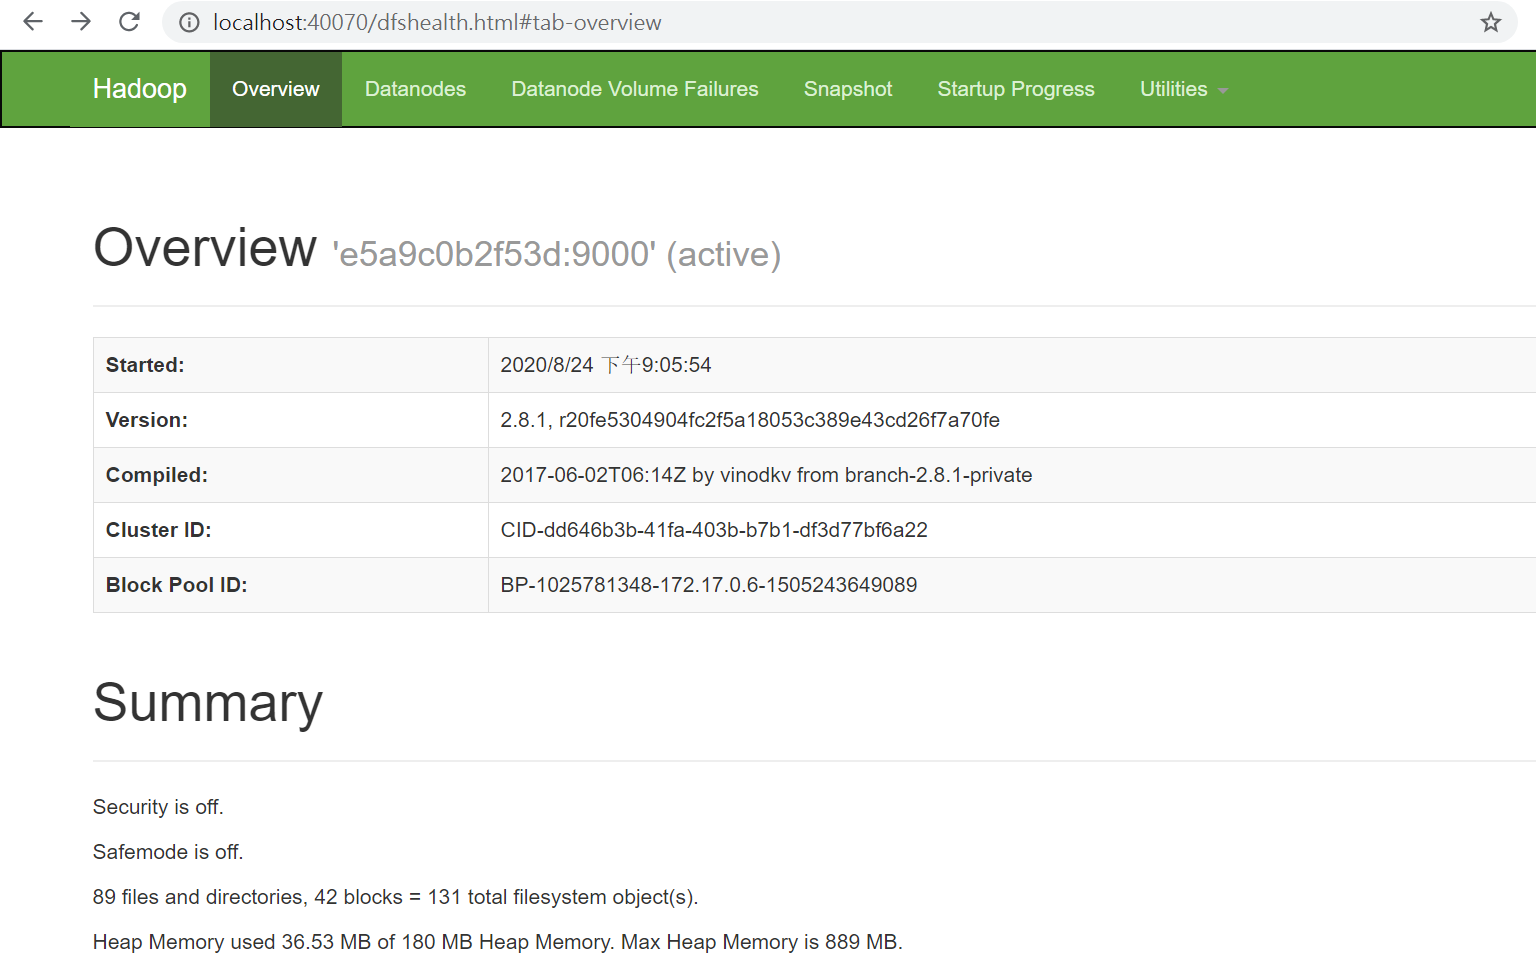 localhost:40070/dfshealth.html#tab-overview
Hadoop Overview Datanodes Datanode Volume Failures Snapshot Startup Progress Utilities
Overview 'e5a9c0b2f53d:9000' (active)
Started: 2020/8/24 下午9:05:54
Version: 2.8.1, r20fe5304904fc2f5a18053c389e43cd26f7a70fe
Compiled: 2017-06-02T06:14Z by vinodkv from branch-2.8.1-private
Cluster ID: CID-dd646b3b-41fa-403b-b7b1-df3d77bf6a22
Block Pool ID: BP-1025781348-172.17.0.6-1505243649089
Summary
Security is off.
Safemode is off.
89 files and directories, 42 blocks = 131 total filesystem object(s).
Heap Memory used 36.53 MB of 180 MB Heap Memory. Max Heap Memory is 889 MB.